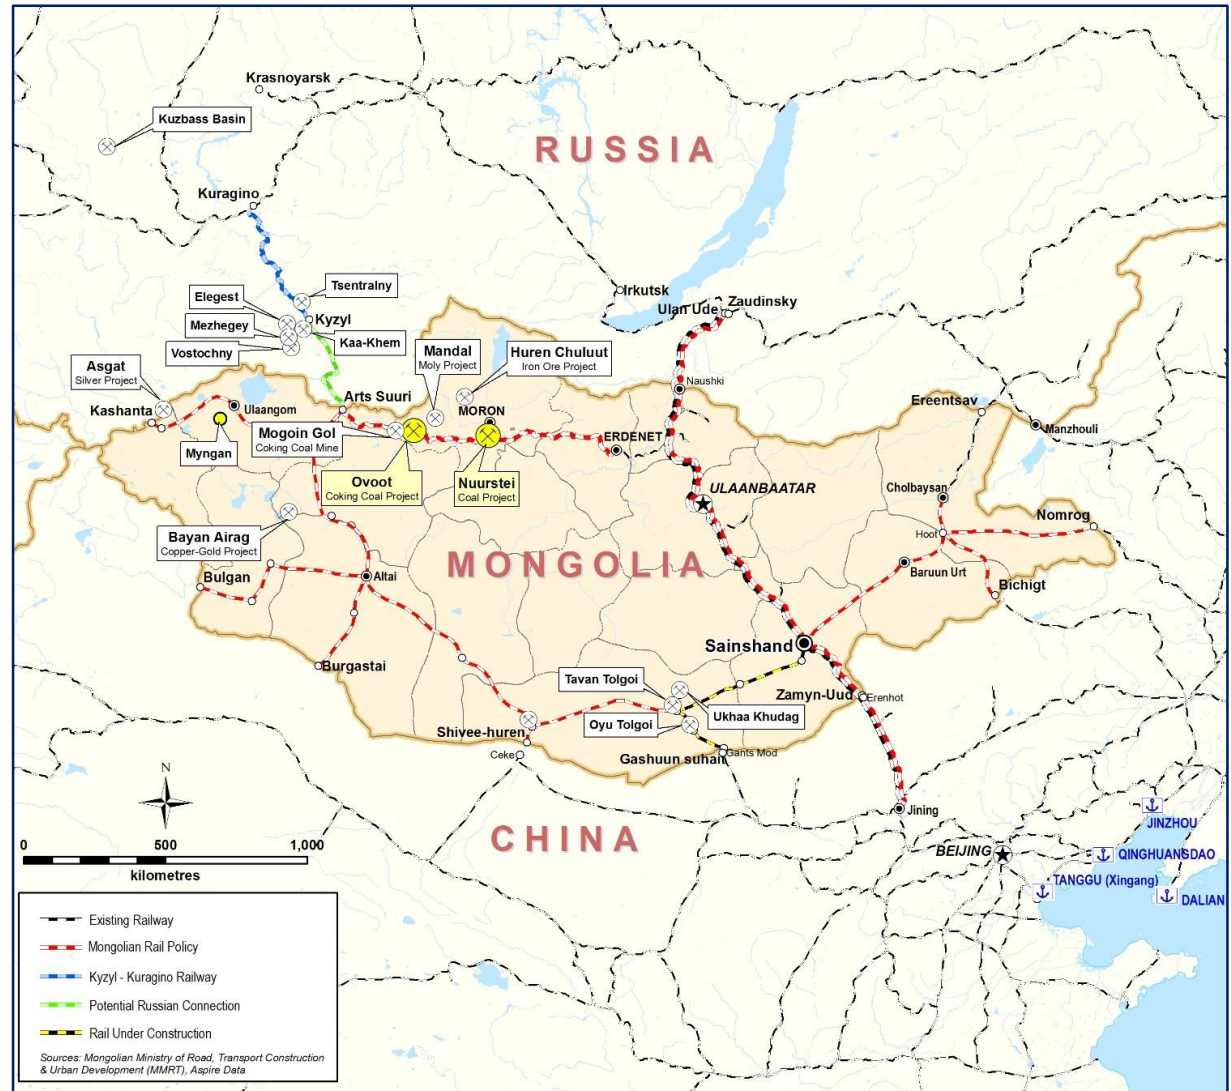 Krasnoyarsk
Kuzbass Basin
RUSSIA
Kuragino
Tsentralny
Irkutsk
Zaudinsky
Ulan Ude
Elegest
Kyzyl
Mezhegey
Kaa-Khem
Vostochny
Mandal
Moly Project
Huren Chuluut
Iron Ore Project
Asgat
Silver Project
Naushki
Arts Suuri
Ereentsav
Kashanta
Ulaangom
MORON
Manzhouli
Mogoin Gol
Coking Coal Mine
ERDENET
Myngan
Ovoot
Coking Coal Project
Nuurstei
Coal Project
ULAANBAATAR
Cholbaysan
Nomrog
Bayan Airag
Copper-Gold Project
Hoot
MONGOLIA
Baruun Urt
Bulgan
Altai
Bichigt
Sainshand
Burgastai
Tavan Tolgoi
Zamyn-Uud
Erenhot
Ukhaa Khudag
Oyu Tolgoi
Shivee-huren
Ceke
Gashuun suhait
Gants Mod
N
Jining
CHINA
JINZHOU
BEIJING
QINGHUANGDAO
TANGGU (Xingang)
DALIAN
0 500 1,000
kilometres
Existing Railway
Mongolian Rail Policy
Kyzyl - Kuragino Railway
Potential Russian Connection
Rail Under Construction
Sources: Mongolian Ministry of Road, Transport Construction
& Urban Development (MMRT), Aspire Data